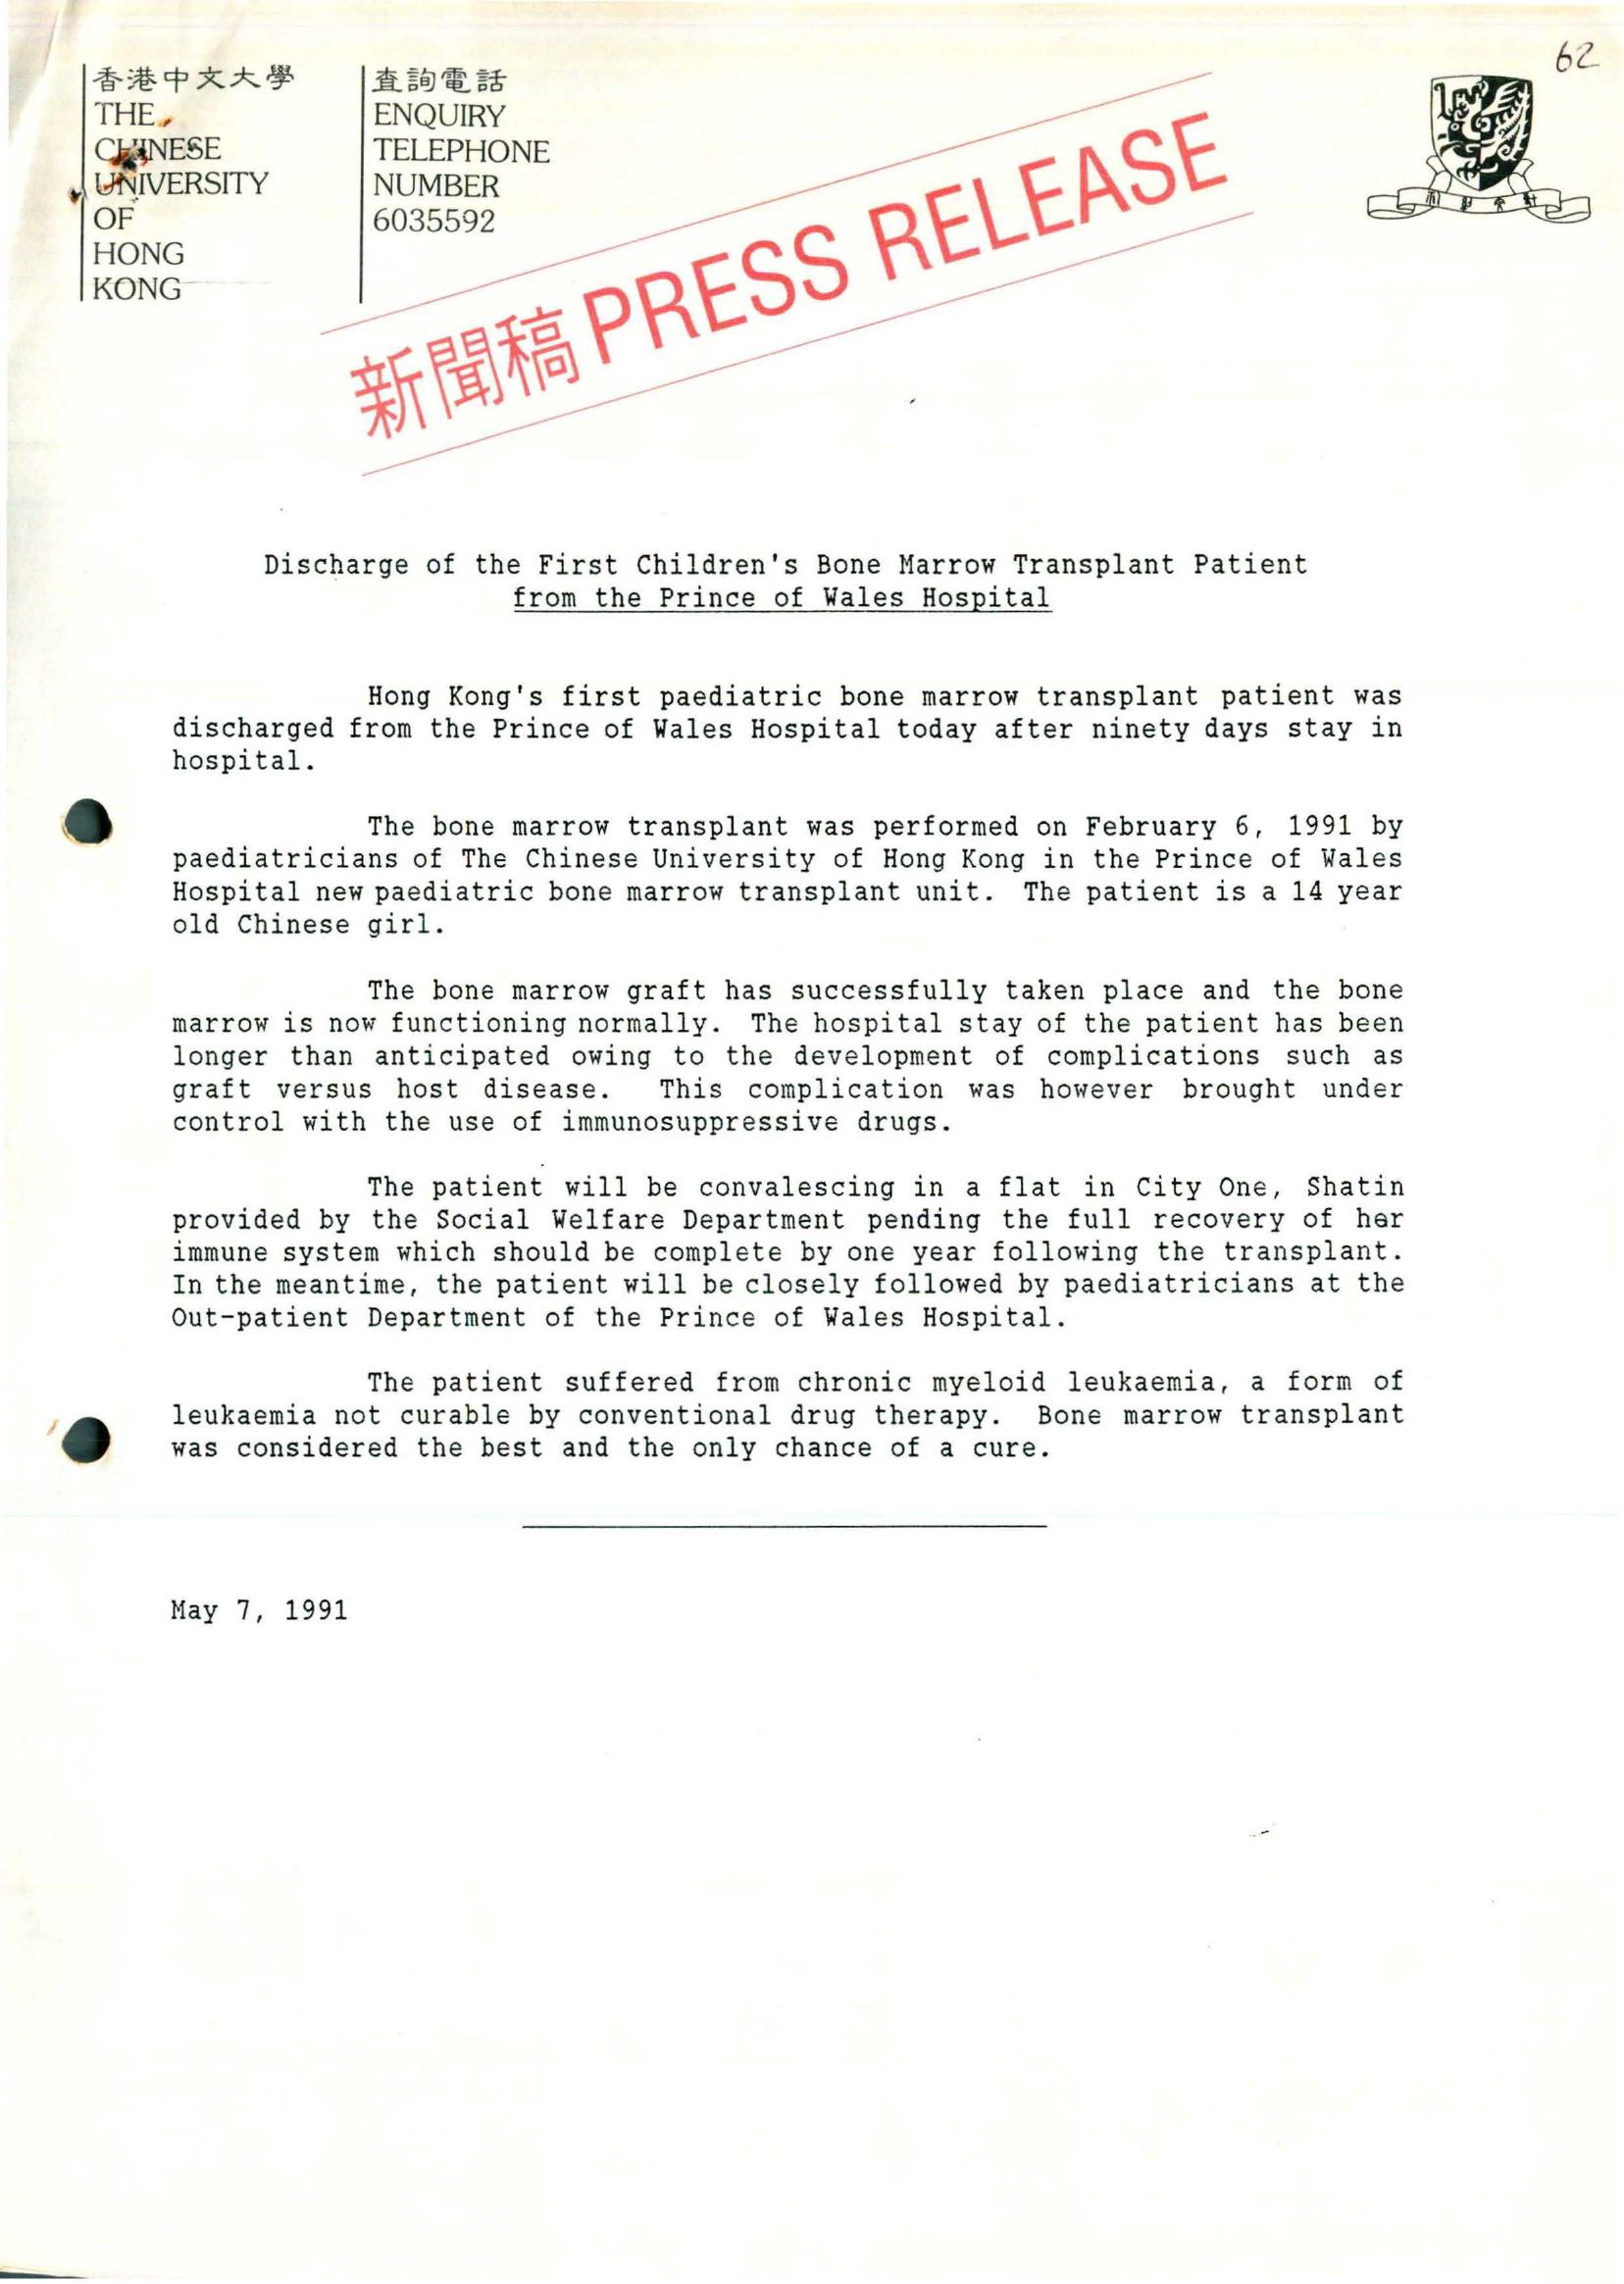 62
香港中文大學
THE
CHINESE
UNIVERSITY
OF
HONG
KONG
查詢電話
ENQUIRY
TELEPHONE
NUMBER
6035592
新聞稿 PRESS RELEASE
Discharge of the First Children's Bone Marrow Transplant Patient
from the Prince of Wales Hospital
Hong Kong's first paediatric bone marrow transplant patient was
discharged from the Prince of Wales Hospital today after ninety days stay in
hospital.
The bone marrow transplant was performed on February 6, 1991 by
paediatricians of The Chinese University of Hong Kong in the Prince of Wales
Hospital new paediatric bone marrow transplant unit. The patient is a 14 year
old Chinese girl.
The bone marrow graft has successfully taken place and the bone
marrow is now functioning normally. The hospital stay of the patient has been
longer than anticipated owing to the development of complications such as
graft versus host disease. This complication was however brought under
control with the use of immunosuppressive drugs.
The patient will be convalescing in a flat in City One, Shatin
provided by the Social Welfare Department pending the full recovery of her
immune system which should be complete by one year following the transplant.
In the meantime, the patient will be closely followed by paediatricians at the
Out-patient Department of the Prince of Wales Hospital.
The patient suffered from chronic myeloid leukaemia, a form of
leukaemia not curable by conventional drug therapy. Bone marrow transplant
was considered the best and the only chance of a cure.
May 7, 1991